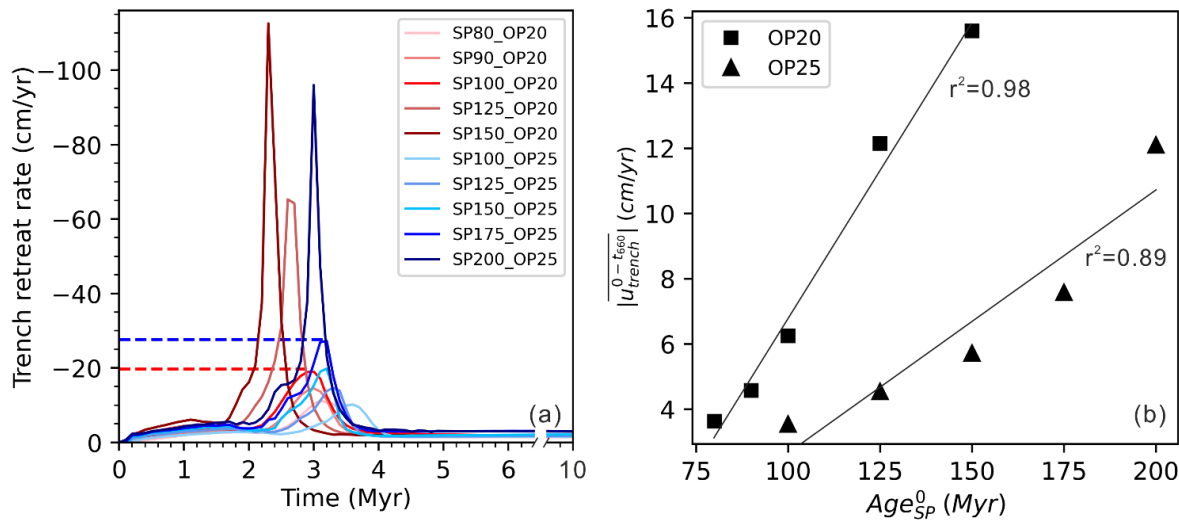 Trench retreat rate (cm/yr)
−100
−80
−60
−40
−20
0
0 1 2 3 4 5 6 10
Time (Myr)
SP80_OP20
SP90_OP20
SP100_OP20
SP125_OP20
SP150_OP20
SP100_OP25
SP125_OP25
SP150_OP25
SP175_OP25
SP200_OP25
(a)
|u_trench^{0 − t_660}| (cm/yr)
16
14
12
10
8
6
4
75 100 125 150 175 200
Age_SP^0 (Myr)
OP20
OP25
r²=0.98
r²=0.89
(b)